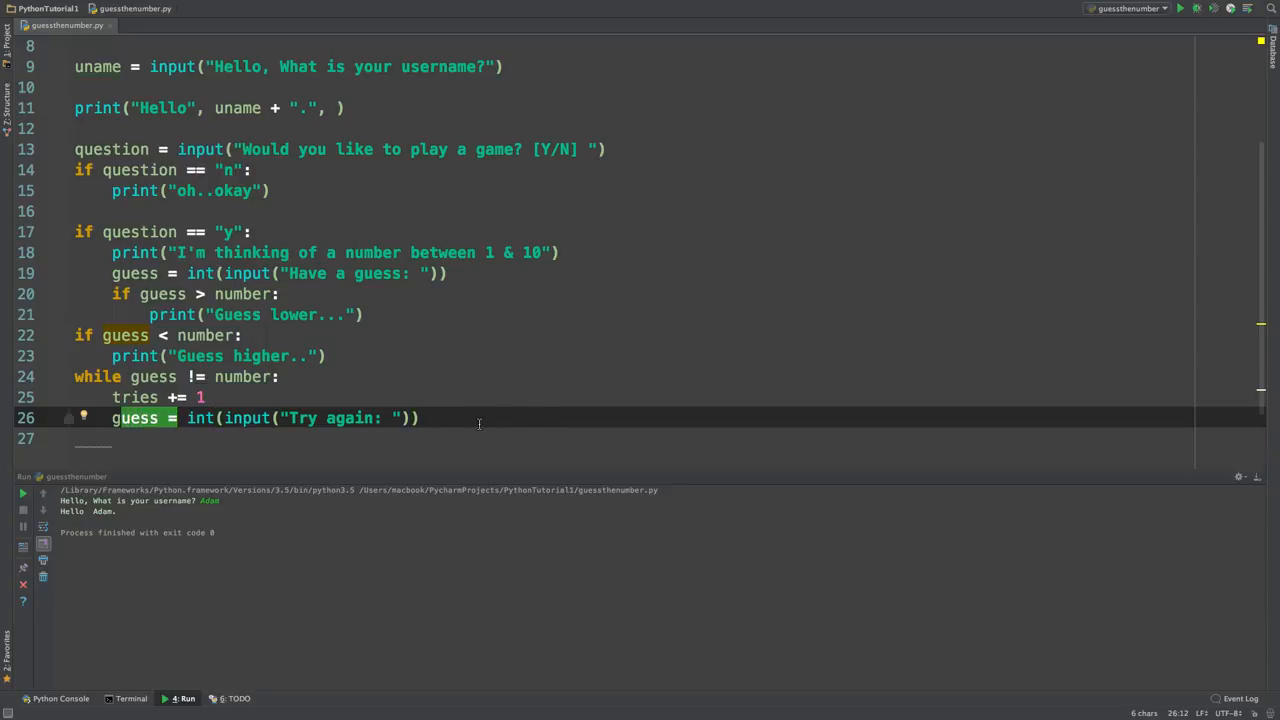 PythonTutorial1 guessthenumber.py guessthenumber
guessthenumber.py
1: Project
Z: Structure
2: Favorites
Database
8
9 uname = input("Hello, What is your username?")
10
11 print("Hello", uname + ".", )
12
13 question = input("Would you like to play a game? [Y/N] ")
14 if question == "n":
15 print("oh..okay")
16
17 if question == "y":
18 print("I'm thinking of a number between 1 & 10")
19 guess = int(input("Have a guess: "))
20 if guess > number:
21 print("Guess lower...")
22 if guess < number:
23 print("Guess higher..")
24 while guess != number:
25 tries += 1
26 guess = int(input("Try again: "))
27
Run guessthenumber
/Library/Frameworks/Python.framework/Versions/3.5/bin/python3.5 /Users/macbook/PycharmProjects/PythonTutorial1/guessthenumber.py
Hello, What is your username? Adam
Hello  Adam.
Process finished with exit code 0
Python Console Terminal 4: Run 6: TODO Event Log
6 chars 26:12 LF÷ UTF-8÷